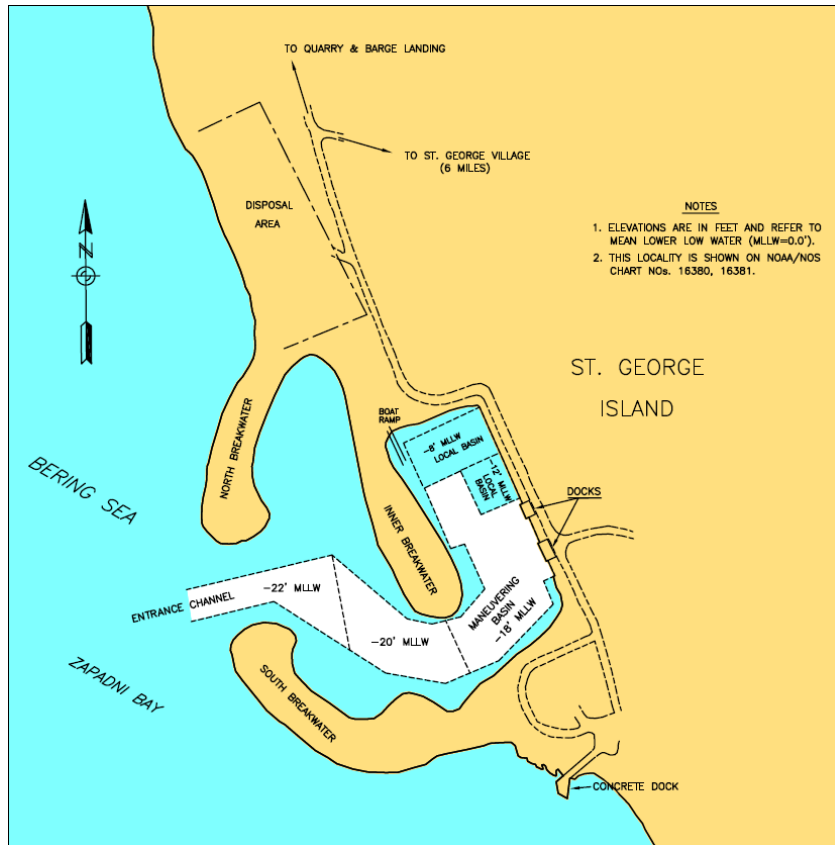 TO QUARRY & BARGE LANDING
TO ST. GEORGE VILLAGE
(6 MILES)
DISPOSAL
AREA
NOTES
1. ELEVATIONS ARE IN FEET AND REFER TO
MEAN LOWER LOW WATER (MLLW=0.0').
2. THIS LOCALITY IS SHOWN ON NOAA/NOS
CHART NOs. 16380, 16381.
N
ST. GEORGE
ISLAND
BOAT
RAMP
-8' MLLW
LOCAL BASIN
-12' MLLW
LOCAL
BASIN
DOCKS
NORTH BREAKWATER
BERING SEA
INNER BREAKWATER
ENTRANCE CHANNEL
-22' MLLW
-20' MLLW
MANEUVERING
BASIN
-18' MLLW
ZAPADNI BAY
SOUTH BREAKWATER
CONCRETE DOCK